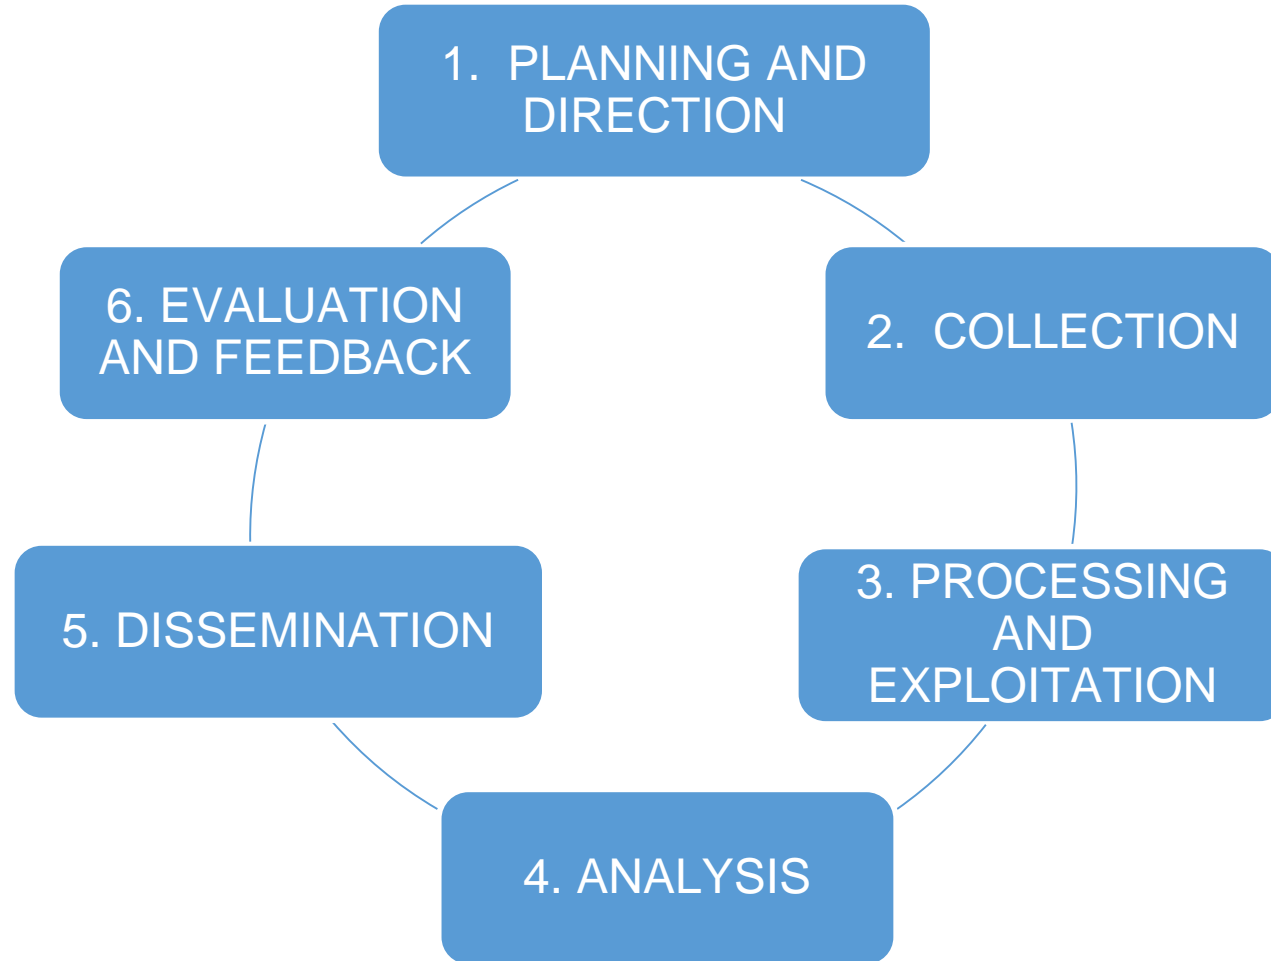 1. PLANNING AND
DIRECTION
2. COLLECTION
3. PROCESSING
AND
EXPLOITATION
4. ANALYSIS
5. DISSEMINATION
6. EVALUATION
AND FEEDBACK